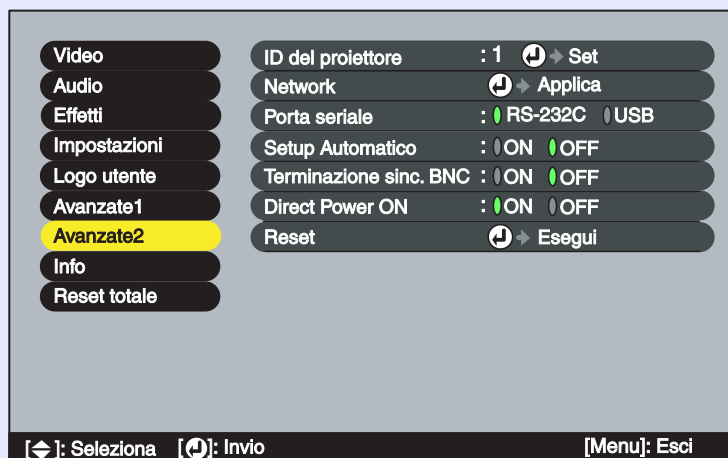 Video
Audio
Effetti
Impostazioni
Logo utente
Avanzate1
Avanzate2
Info
Reset totale
ID del proiettore : 1 Set
Network Applica
Porta seriale : RS-232C USB
Setup Automatico : ON OFF
Terminazione sinc. BNC : ON OFF
Direct Power ON : ON OFF
Reset Esegui
[ ]: Seleziona [ ]: Invio [Menu]: Esci